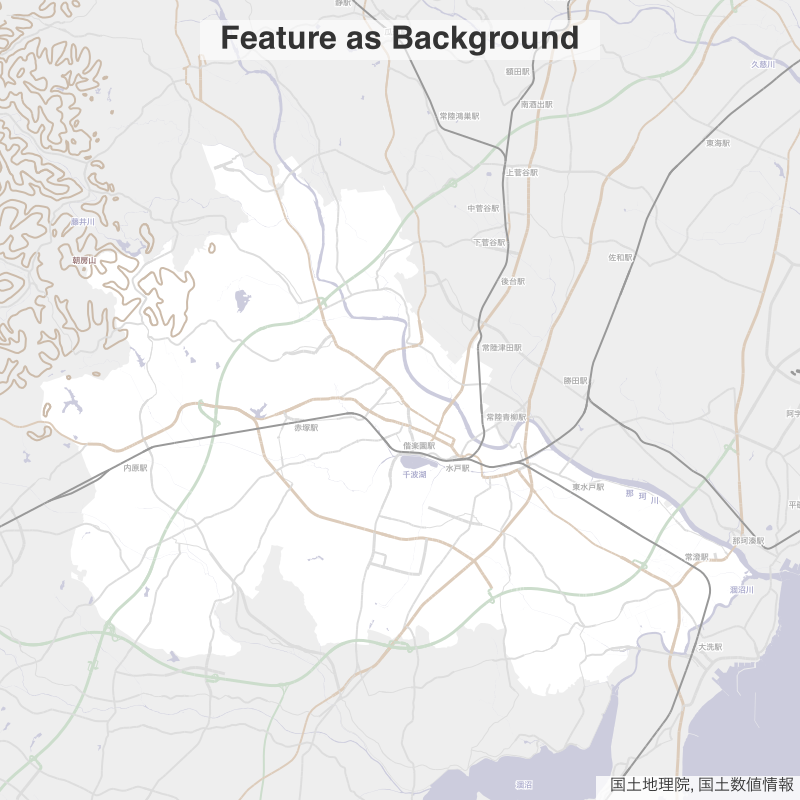 静駅
Feature as Background
久慈川
額田駅
南酒出駅
常陸鴻巣駅
東海駅
上菅谷駅
中菅谷駅
藤井川
下菅谷駅
朝房山
佐和駅
後台駅
常陸津田駅
勝田駅
常陸青柳駅
阿字
赤塚駅
偕楽園駅
内原駅
水戸駅
千波湖
東水戸駅
那珂川
平磯
那珂湊駅
常澄駅
涸沼川
大洗駅
涸沼
国土地理院, 国土数値情報